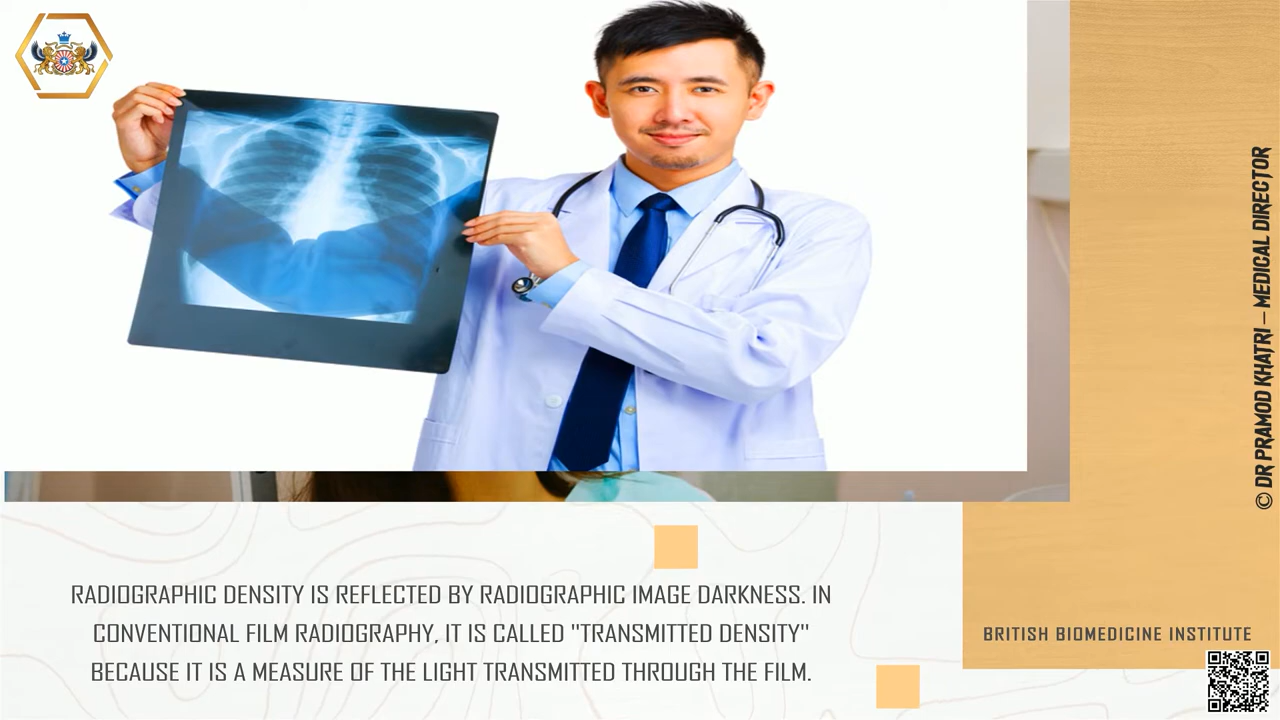 © DR PRAMOD KHATRI – MEDICAL DIRECTOR
RADIOGRAPHIC DENSITY IS REFLECTED BY RADIOGRAPHIC IMAGE DARKNESS. IN
CONVENTIONAL FILM RADIOGRAPHY, IT IS CALLED "TRANSMITTED DENSITY"
BECAUSE IT IS A MEASURE OF THE LIGHT TRANSMITTED THROUGH THE FILM.
BRITISH BIOMEDICINE INSTITUTE